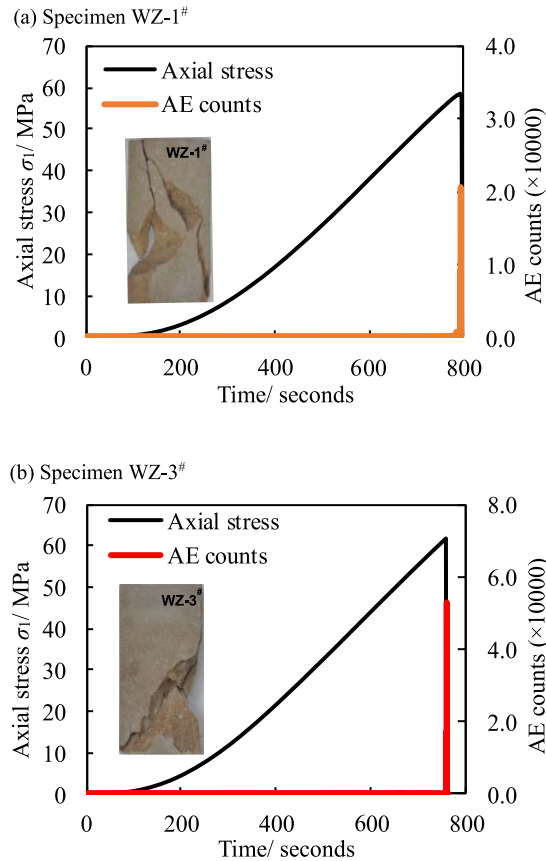 (a) Specimen WZ-1#
70
60
50
40
30
20
10
0
Axial stress σ1/ MPa
Axial stress
AE counts
WZ-1#
4.0
3.0
2.0
1.0
0.0
AE counts (×10000)
0 200 400 600 800
Time/ seconds
(b) Specimen WZ-3#
70
60
50
40
30
20
10
0
Axial stress σ1/ MPa
Axial stress
AE counts
WZ-3#
8.0
6.0
4.0
2.0
0.0
AE counts (×10000)
0 200 400 600 800
Time/ seconds